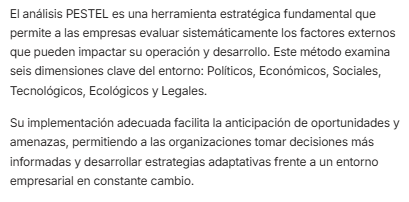 El análisis PESTEL es una herramienta estratégica fundamental que
permite a las empresas evaluar sistemáticamente los factores externos
que pueden impactar su operación y desarrollo. Este método examina
seis dimensiones clave del entorno: Políticos, Económicos, Sociales,
Tecnológicos, Ecológicos y Legales.
Su implementación adecuada facilita la anticipación de oportunidades y
amenazas, permitiendo a las organizaciones tomar decisiones más
informadas y desarrollar estrategias adaptativas frente a un entorno
empresarial en constante cambio.